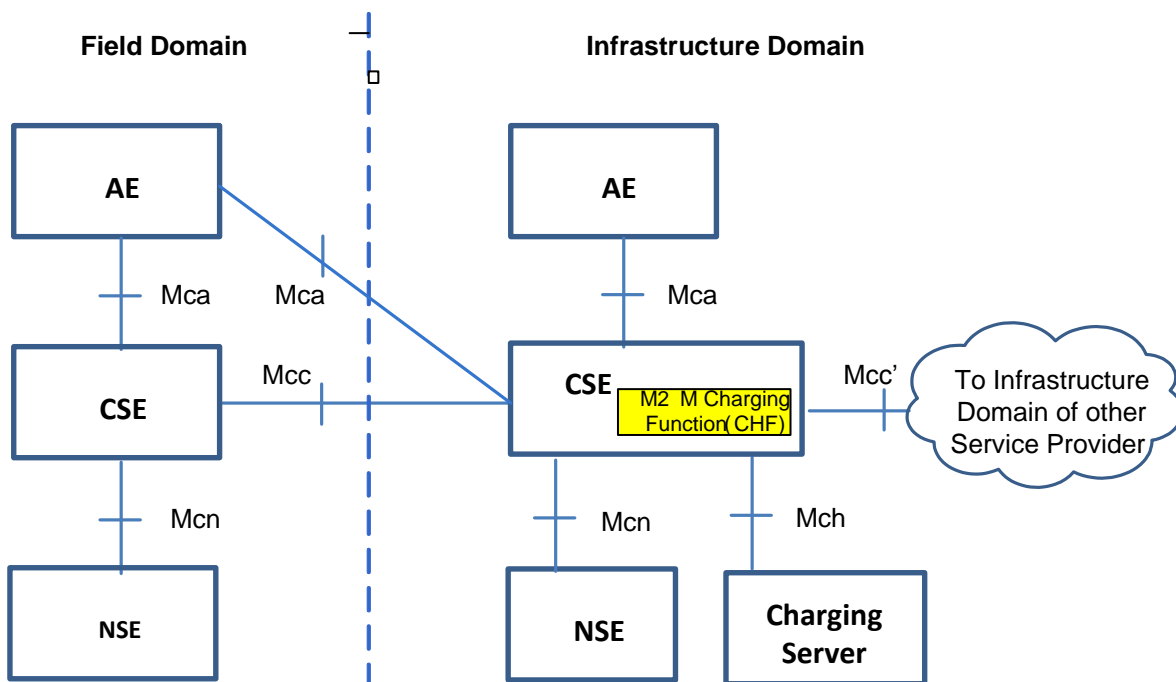 Field Domain
Infrastructure Domain
AE
AE
Mca
Mca
Mca
CSE
Mcc
CSE
M2 M Charging
Function(CHF)
Mcc’
To Infrastructure
Domain of other
Service Provider
Mcn
Mcn
Mch
NSE
NSE
Charging
Server